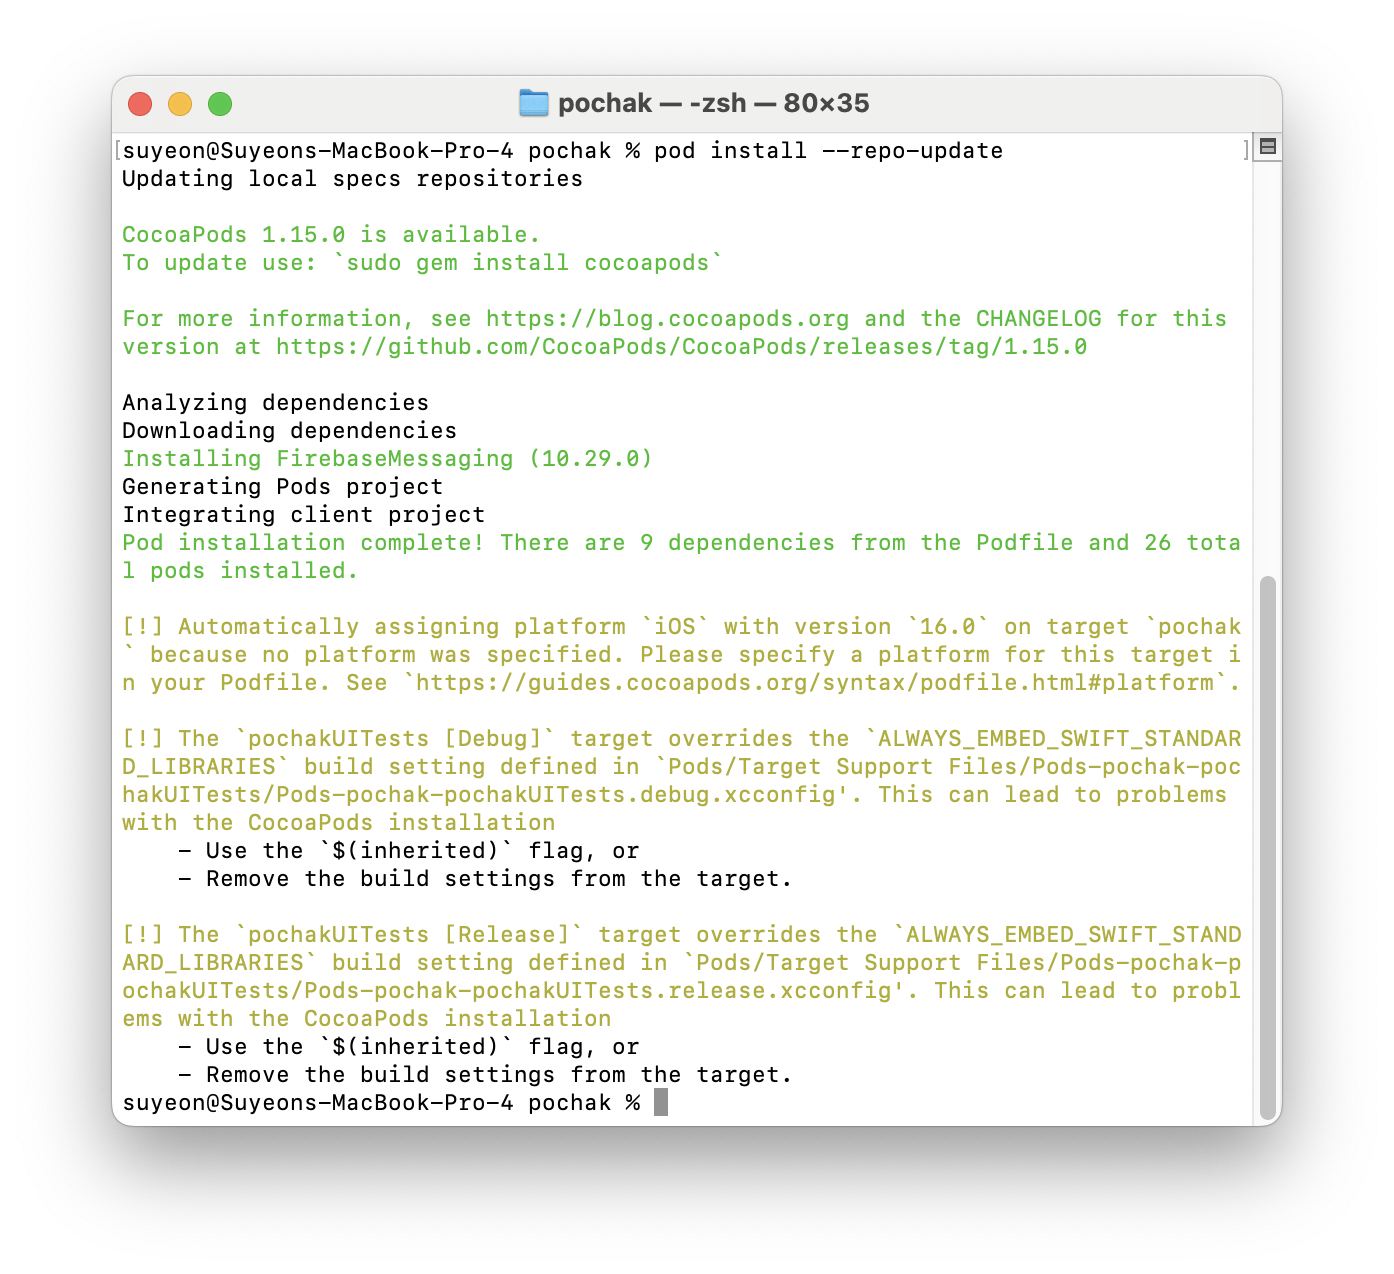 pochak — -zsh — 80×35
[suyeon@Suyeons-MacBook-Pro-4 pochak % pod install --repo-update ]
Updating local specs repositories
CocoaPods 1.15.0 is available.
To update use: `sudo gem install cocoapods`
For more information, see https://blog.cocoapods.org and the CHANGELOG for this
version at https://github.com/CocoaPods/CocoaPods/releases/tag/1.15.0
Analyzing dependencies
Downloading dependencies
Installing FirebaseMessaging (10.29.0)
Generating Pods project
Integrating client project
Pod installation complete! There are 9 dependencies from the Podfile and 26 tota
l pods installed.
[!] Automatically assigning platform `iOS` with version `16.0` on target `pochak
` because no platform was specified. Please specify a platform for this target i
n your Podfile. See `https://guides.cocoapods.org/syntax/podfile.html#platform`.
[!] The `pochakUITests [Debug]` target overrides the `ALWAYS_EMBED_SWIFT_STANDAR
D_LIBRARIES` build setting defined in `Pods/Target Support Files/Pods-pochak-poc
hakUITests/Pods-pochak-pochakUITests.debug.xcconfig'. This can lead to problems
with the CocoaPods installation
    - Use the `$(inherited)` flag, or
    - Remove the build settings from the target.
[!] The `pochakUITests [Release]` target overrides the `ALWAYS_EMBED_SWIFT_STAND
ARD_LIBRARIES` build setting defined in `Pods/Target Support Files/Pods-pochak-p
ochakUITests/Pods-pochak-pochakUITests.release.xcconfig'. This can lead to probl
ems with the CocoaPods installation
    - Use the `$(inherited)` flag, or
    - Remove the build settings from the target.
suyeon@Suyeons-MacBook-Pro-4 pochak %